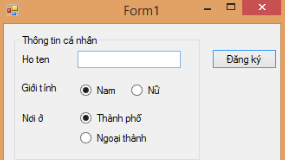 Form1
Thông tin cá nhân
Ho ten
Đăng ký
Giới tính Nam Nữ
Nơi ở Thành phố
Ngoại thành